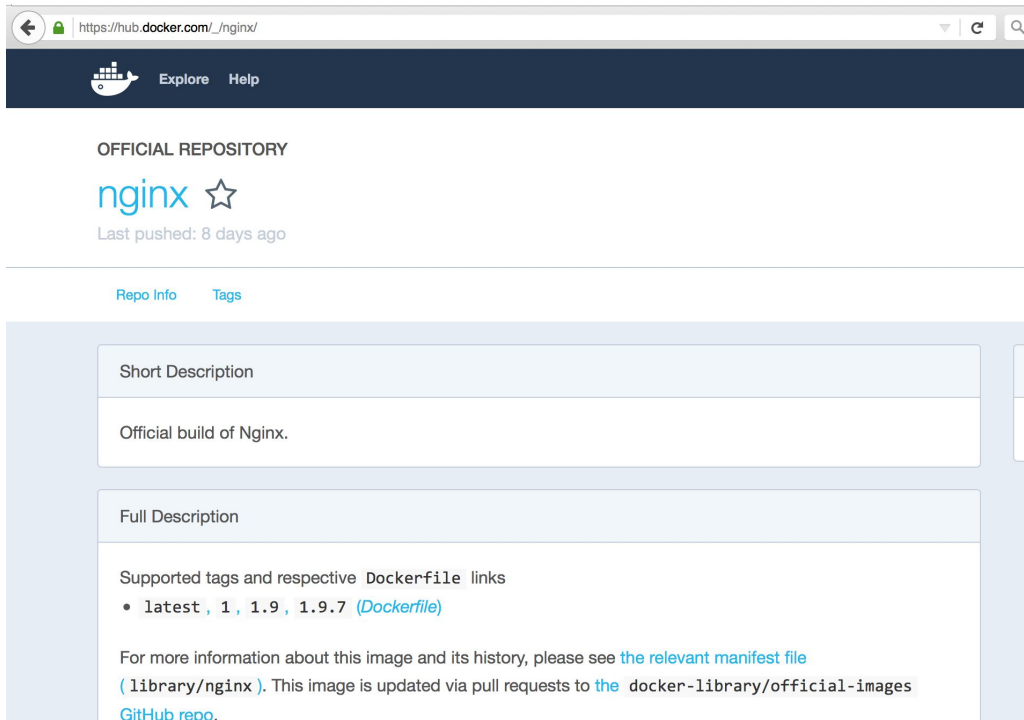 https://hub.docker.com/_/nginx/
Explore Help
OFFICIAL REPOSITORY
nginx
Last pushed: 8 days ago
Repo Info Tags
Short Description
Official build of Nginx.
Full Description
Supported tags and respective Dockerfile links
• latest , 1 , 1.9 , 1.9.7 (Dockerfile)
For more information about this image and its history, please see the relevant manifest file
( library/nginx ). This image is updated via pull requests to the docker-library/official-images
GitHub repo.